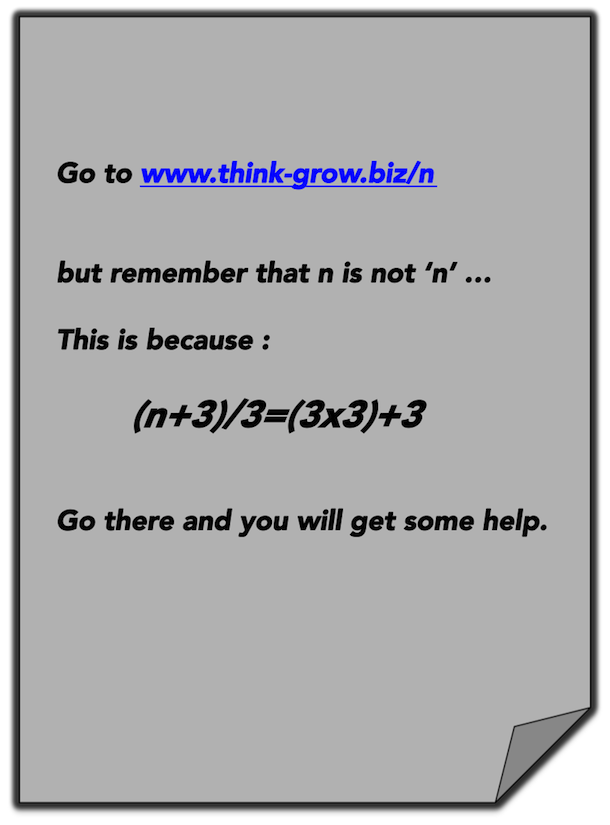 Go to www.think-grow.biz/n
but remember that n is not ‘n’ ...
This is because :
(n+3)/3=(3x3)+3
Go there and you will get some help.